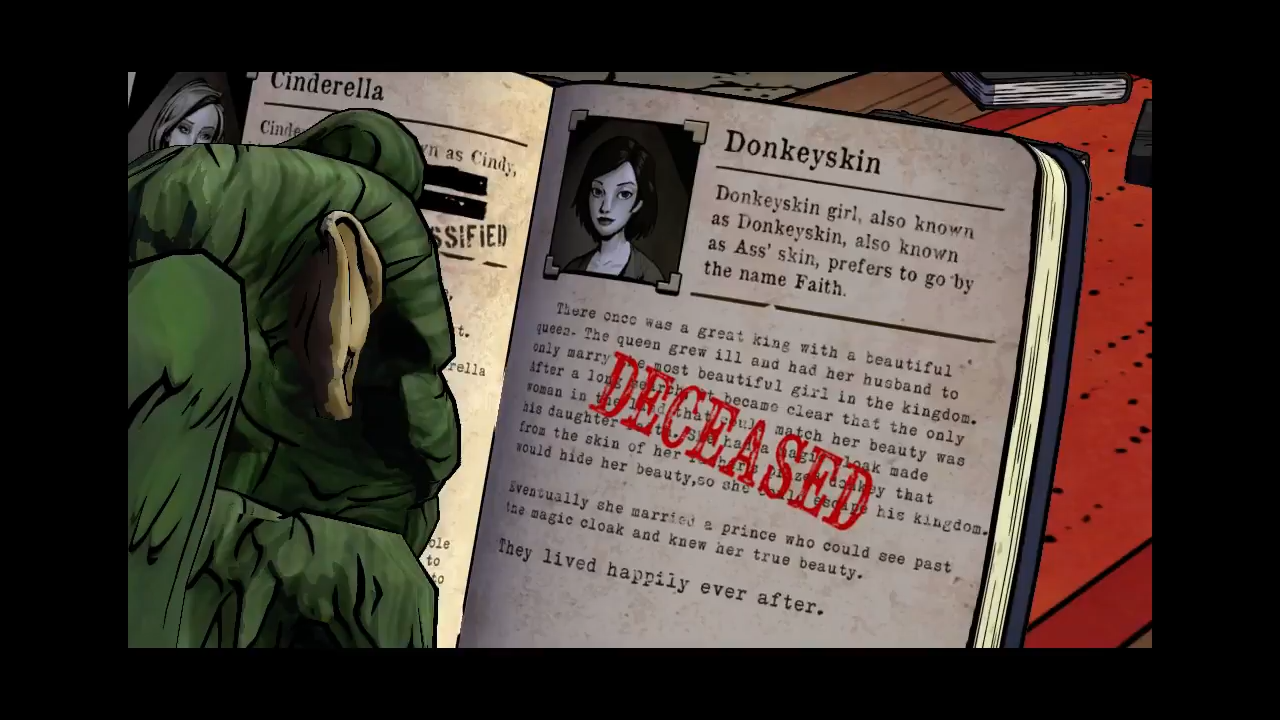 Cinderella
Cinde
wn as Cindy,
SSIFIED
t.
rella
ole
to
to
Donkeyskin
Donkeyskin girl, also known
as Donkeyskin, also known
as Ass' skin, prefers to go by
the name Faith.
There once was a great king with a beautiful
queen- The queen grew ill and had her husband to
only marry most beautiful girl in the kingdom.
After a long search it became clear that the only
woman in the land that could match her beauty was
his daughter She had a magic cloak made
from the skin of her father's prized donkey that
would hide her beauty,so she could escape his kingdom.
DECEASED
Eventually she married a prince who could see past
the magic cloak and knew her true beauty.
They lived happily ever after.